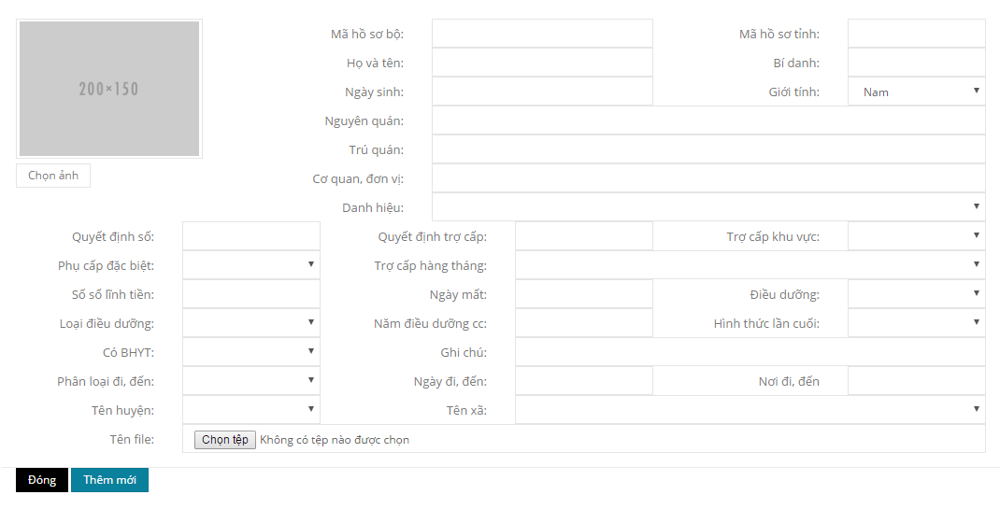 200×150
Chọn ảnh
Mã hồ sơ bộ: Mã hồ sơ tỉnh:
Họ và tên: Bí danh:
Ngày sinh: Giới tính: Nam
Nguyên quán:
Trú quán:
Cơ quan, đơn vị:
Danh hiệu:
Quyết định số: Quyết định trợ cấp: Trợ cấp khu vực:
Phụ cấp đặc biệt: Trợ cấp hàng tháng:
Số sổ lĩnh tiền: Ngày mất: Điều dưỡng:
Loại điều dưỡng: Năm điều dưỡng cc: Hình thức lần cuối:
Có BHYT: Ghi chú:
Phân loại đi, đến: Ngày đi, đến: Nơi đi, đến
Tên huyện: Tên xã:
Tên file: Chọn tệp Không có tệp nào được chọn
Đóng Thêm mới